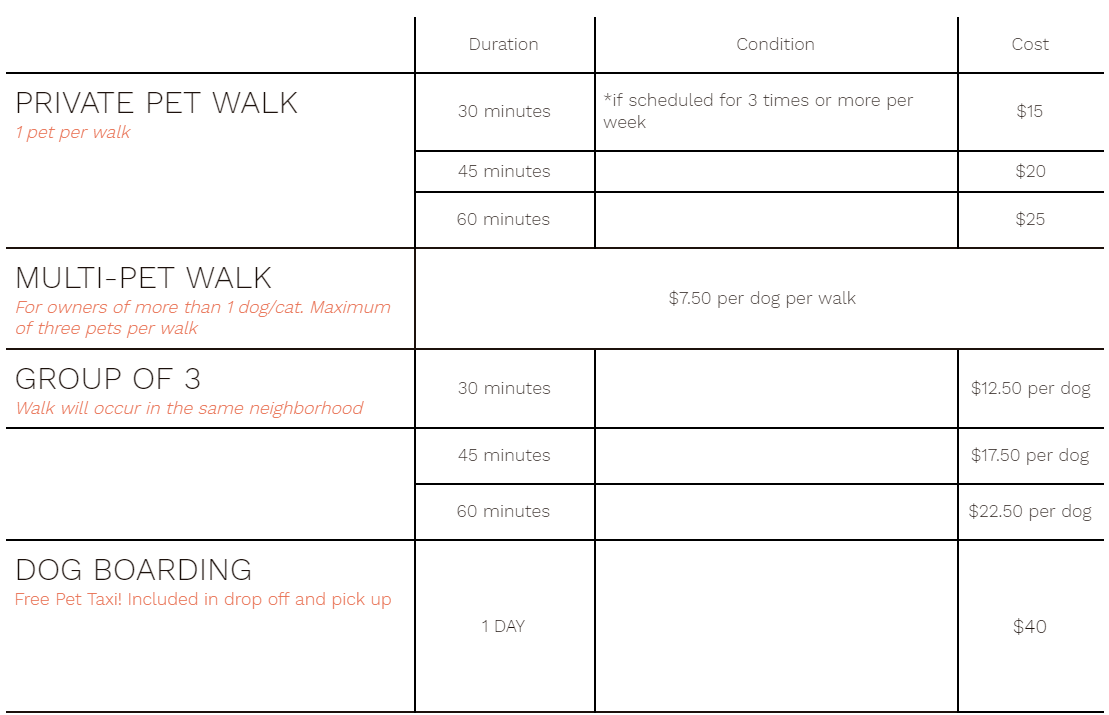 Duration Condition Cost
PRIVATE PET WALK
1 pet per walk
30 minutes
*if scheduled for 3 times or more per
week
$15
45 minutes $20
60 minutes $25
MULTI-PET WALK
For owners of more than 1 dog/cat. Maximum
of three pets per walk
$7.50 per dog per walk
GROUP OF 3
Walk will occur in the same neighborhood
30 minutes $12.50 per dog
45 minutes $17.50 per dog
60 minutes $22.50 per dog
DOG BOARDING
Free Pet Taxi! Included in drop off and pick up
1 DAY $40